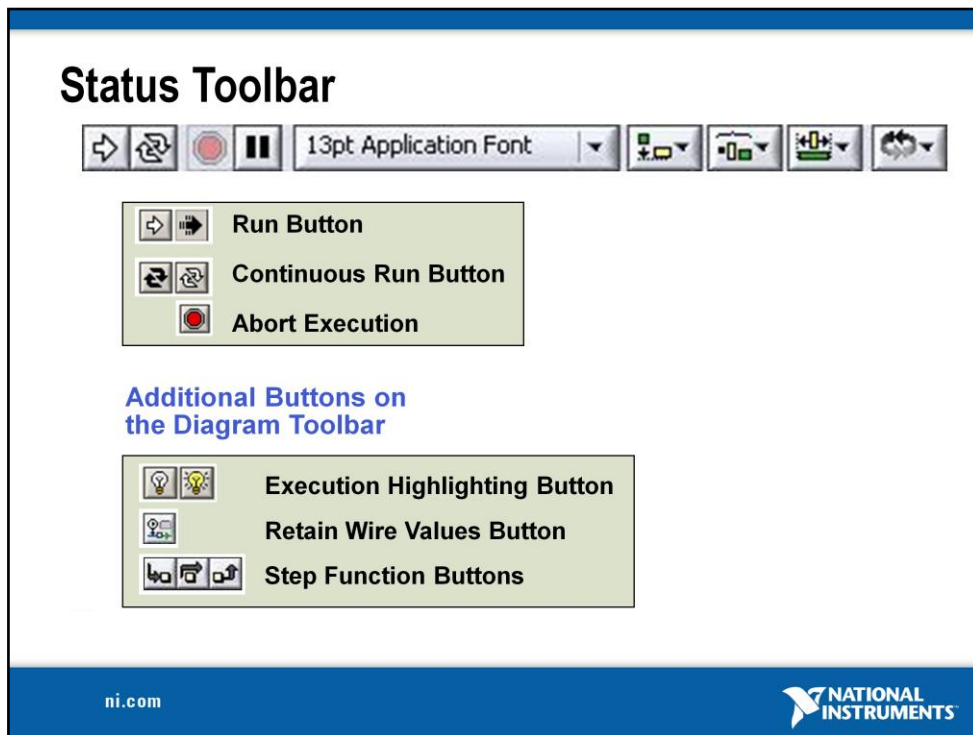 Status Toolbar
13pt Application Font
Run Button
Continuous Run Button
Abort Execution
Additional Buttons on
the Diagram Toolbar
Execution Highlighting Button
Retain Wire Values Button
Step Function Buttons
ni.com
NATIONAL
INSTRUMENTS™